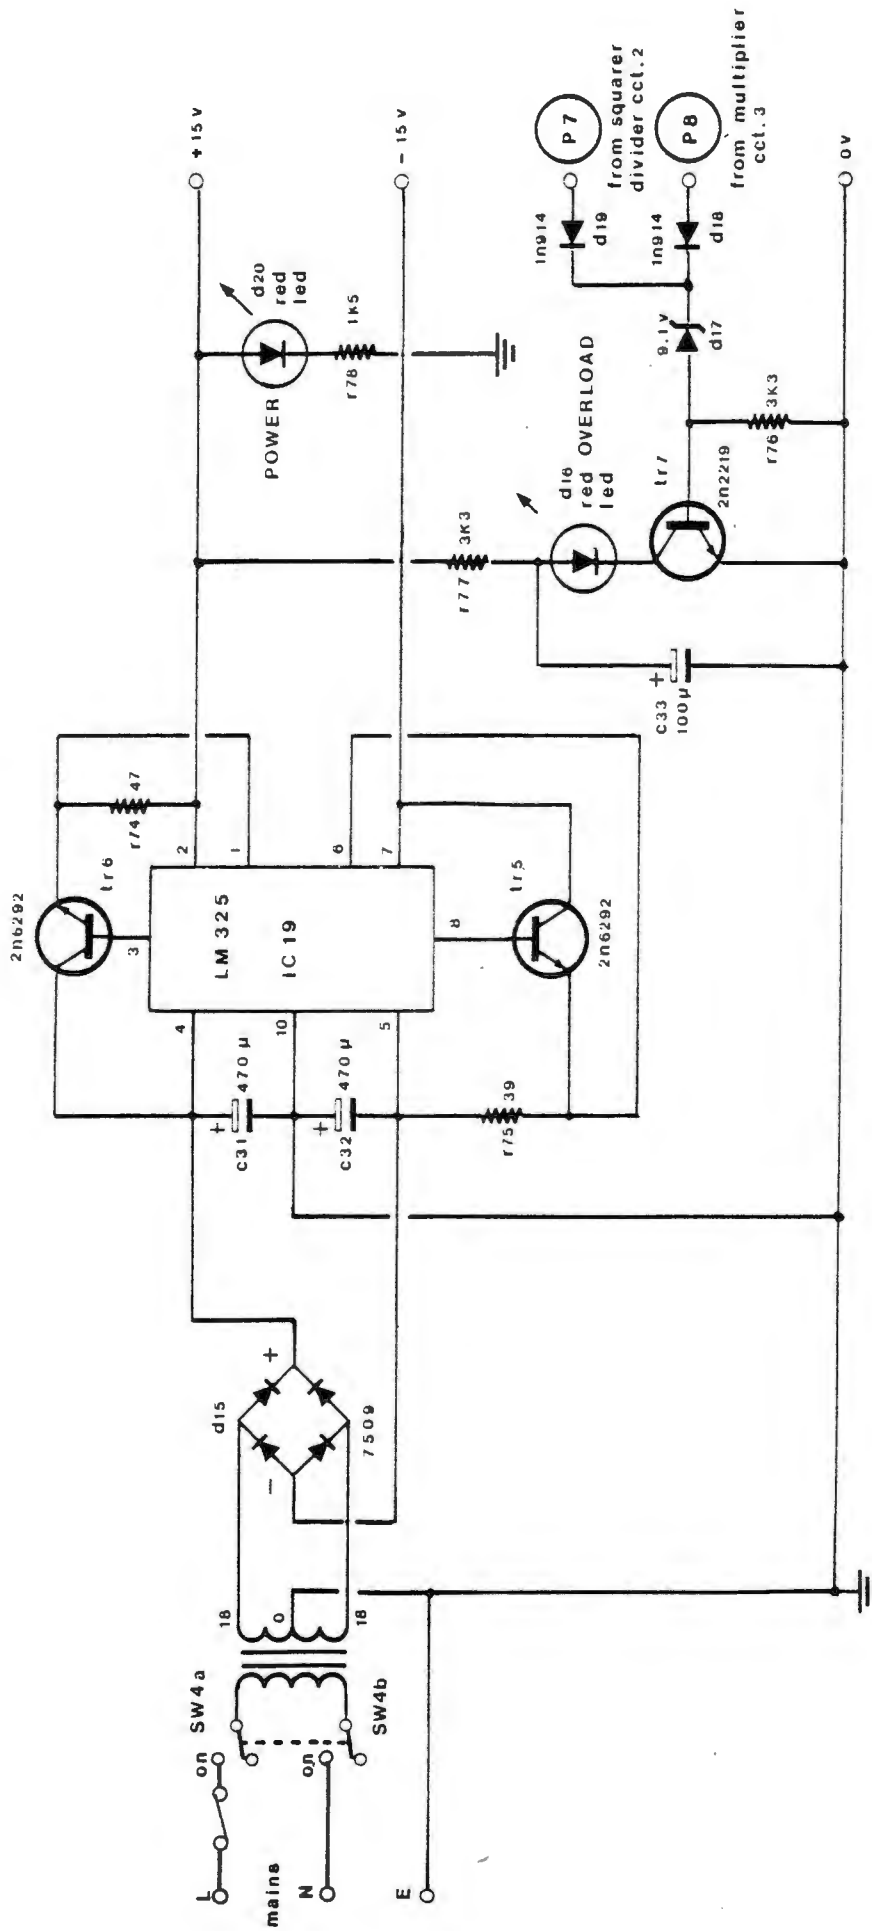 L
mains
N
E
on
on
SW4a
SW4b
18
0
18
d15
+
−
7509
2n6292
tr6
r74 47
+
c31 470µ
+
c32 470µ
r75 39
4
10
5
3
LM 325
IC 19
8
2
1
6
7
tr5
2n6292
+
c33
100µ
r77 3K3
d16
red OVERLOAD
led
tr7
2n2219
r76 3K3
POWER
d20
red
led
r78 1K5
9.1v
d17
1n914
d19
1n914
d18
P7
from squarer
divider cct.2
P8
from multiplier
cct.3
+15V
−15V
0V